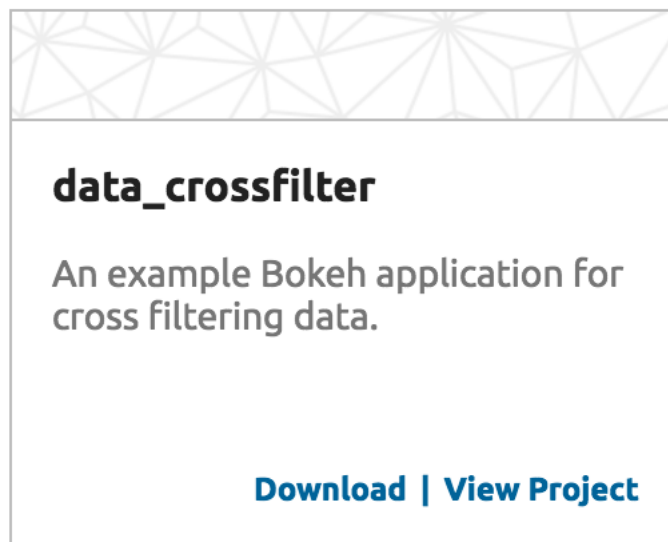 data_crossfilter
An example Bokeh application for
cross filtering data.
Download | View Project